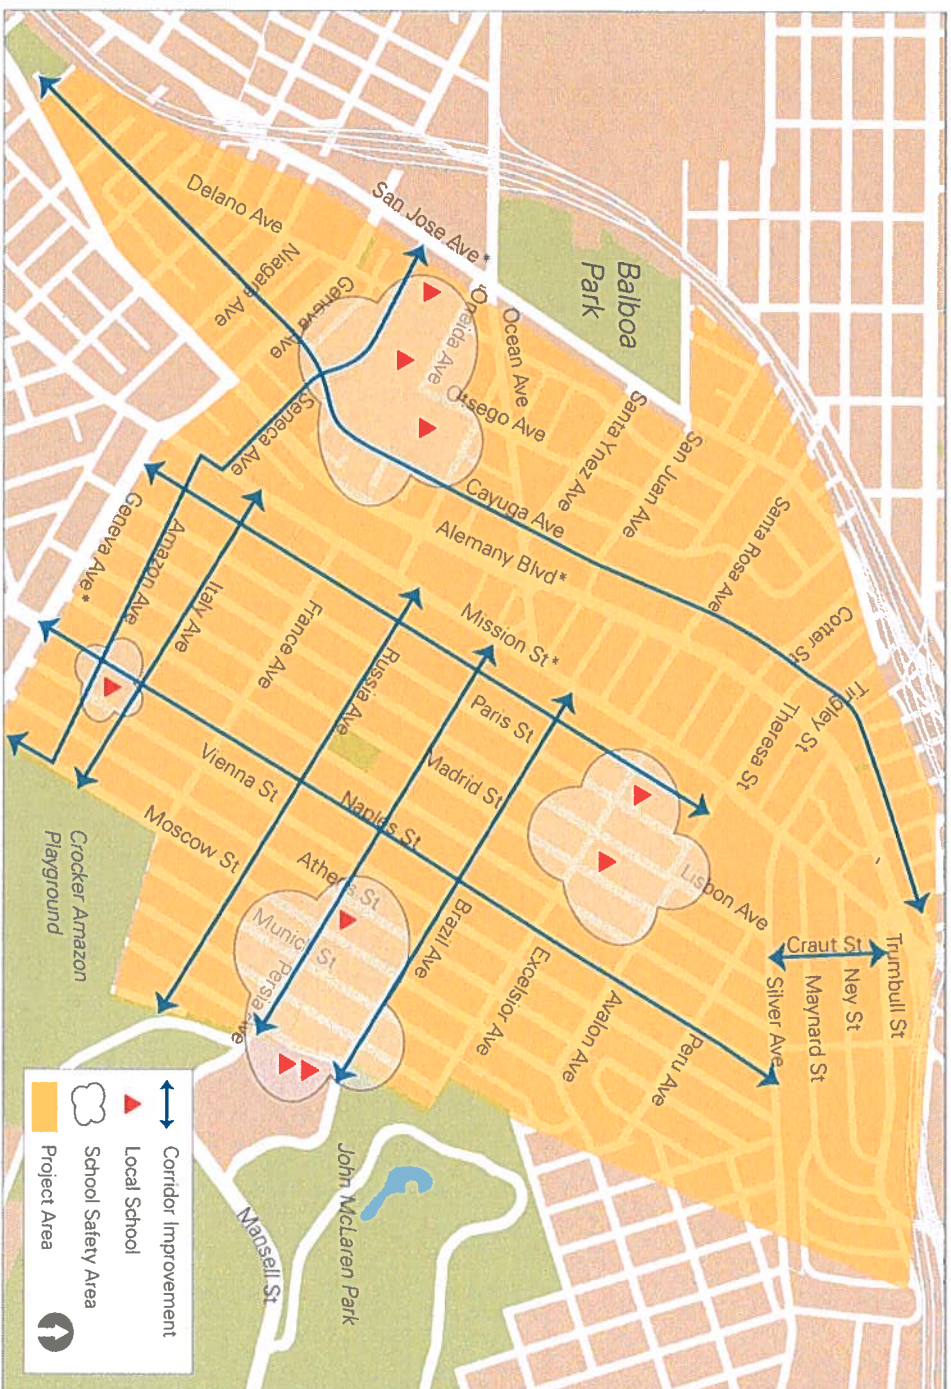 Balboa
Park
San Jose Ave*
Delano Ave
Niagara Ave
Geneva Ave
Oneida Ave
Ocean Ave
Otsego Ave
Seneca Ave
Santa Ynez Ave
San Juan Ave
Santa Rosa Ave
Cotter St
Tingley St
Theresa St
Cayuga Ave
Alemany Blvd*
Mission St*
Geneva Ave*
Amazon Ave
Italy Ave
France Ave
Russia Ave
Paris St
Madrid St
Lisbon Ave
Vienna St
Naples St
Athens St
Moscow St
Munich St
Persia Ave
Brazil Ave
Excelsior Ave
Avalon Ave
Peru Ave
Craut St
Trumbull St
Ney St
Maynard St
Silver Ave
Crocker Amazon
Playground
John McLaren Park
Mansell St
Corridor Improvement
Local School
School Safety Area
Project Area